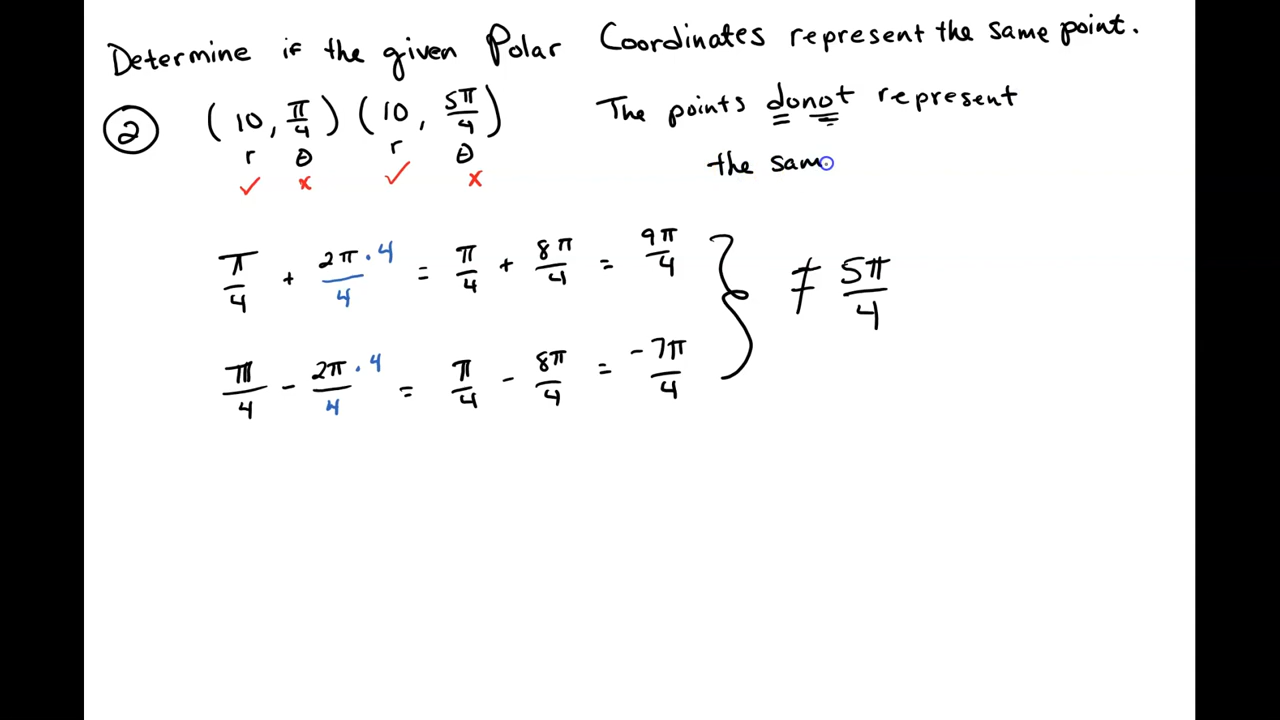 Determine if the given Polar Coordinates represent the same point.
② (10, π/4) (10, 5π/4) The points do not represent
r θ r θ
✓ x ✓ x
the same
π/4 + 2π·4/4 = π/4 + 8π/4 = 9π/4
≠ 5π/4
π/4 - 2π·4/4 = π/4 - 8π/4 = -7π/4